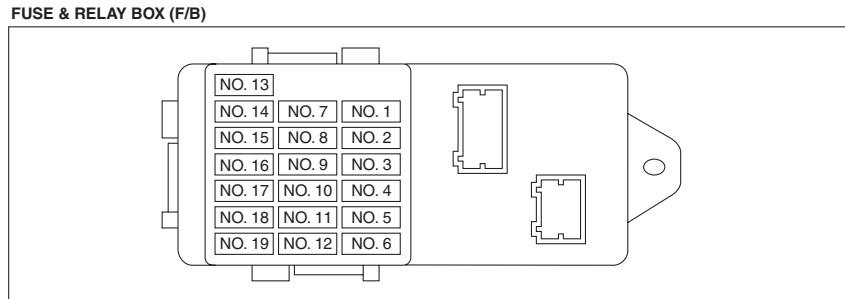 FUSE & RELAY BOX (F/B)
NO. 13
NO. 14 NO. 7 NO. 1
NO. 15 NO. 8 NO. 2
NO. 16 NO. 9 NO. 3
NO. 17 NO. 10 NO. 4
NO. 18 NO. 11 NO. 5
NO. 19 NO. 12 NO. 6